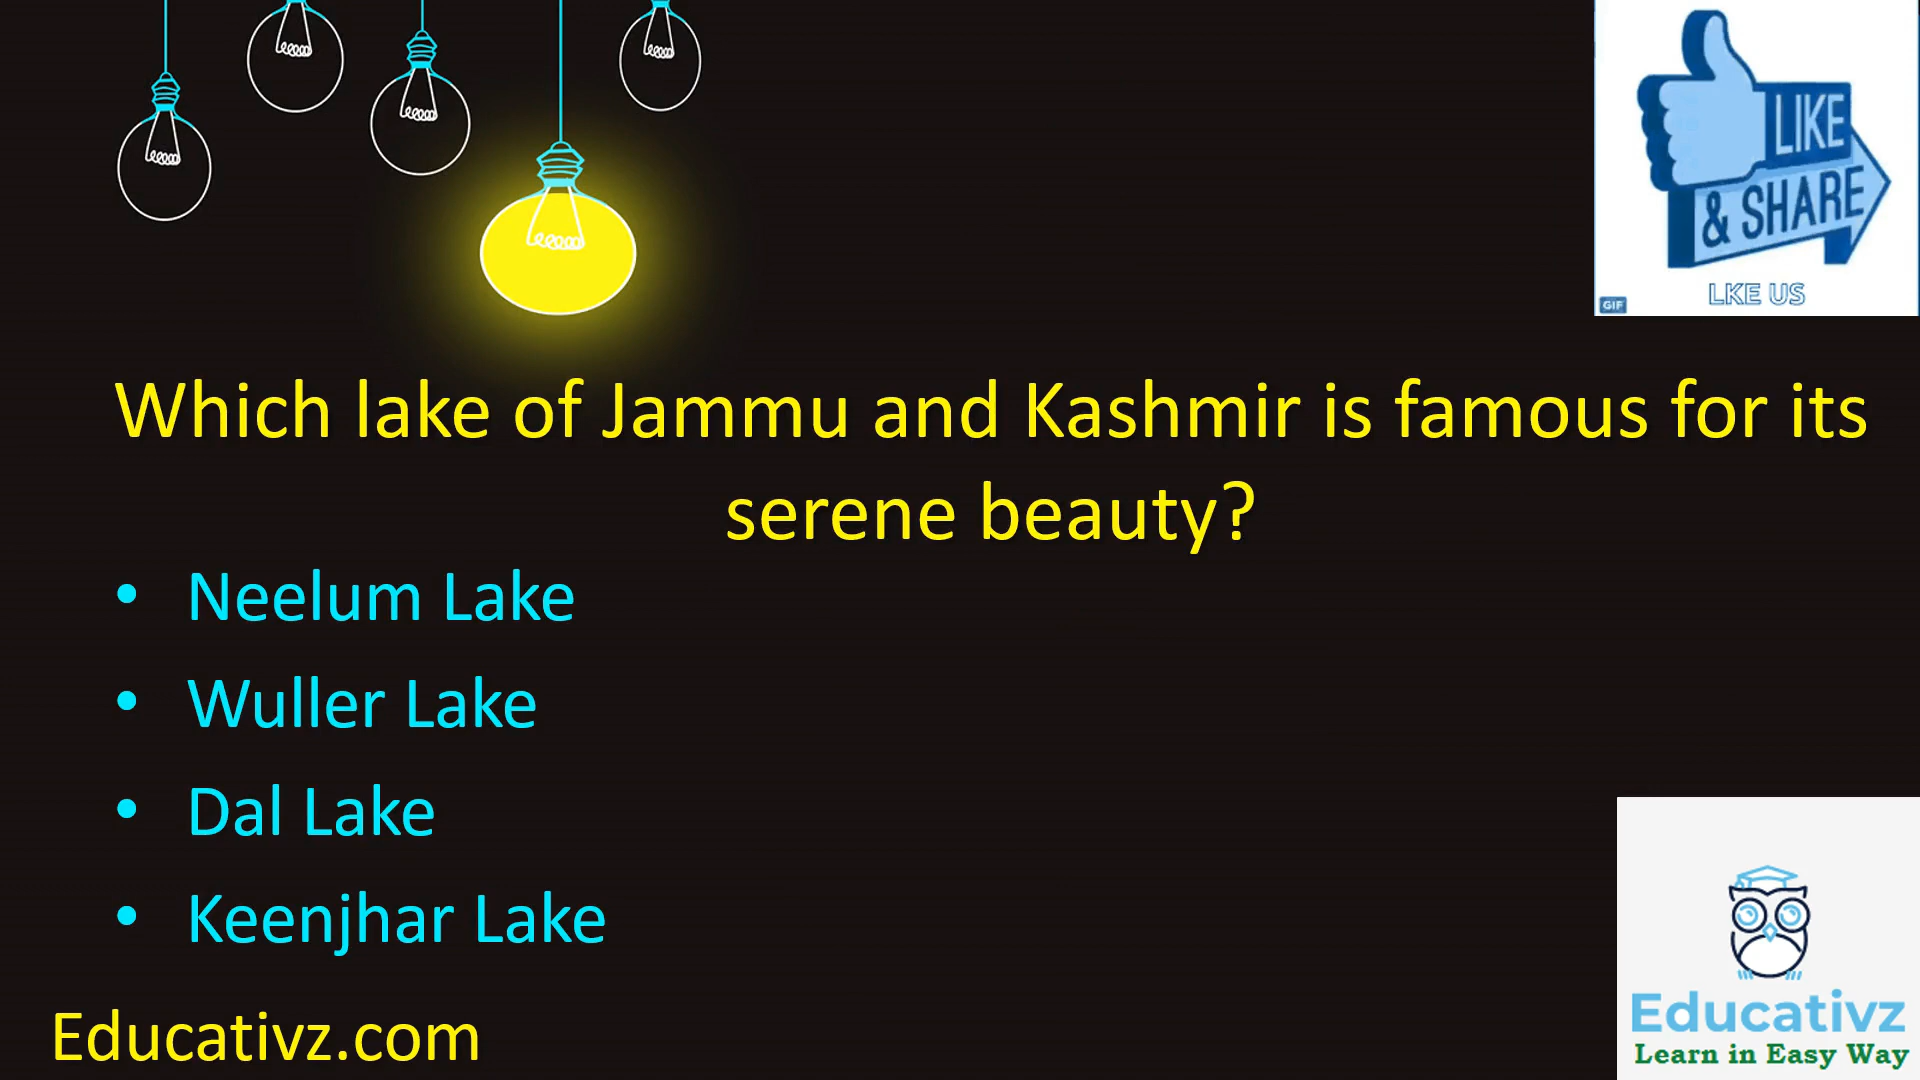 LIKE
& SHARE
LKE US
GIF
Which lake of Jammu and Kashmir is famous for its
serene beauty?
• Neelum Lake
• Wuller Lake
• Dal Lake
• Keenjhar Lake
Educativz.com
Educativz
Learn in Easy Way